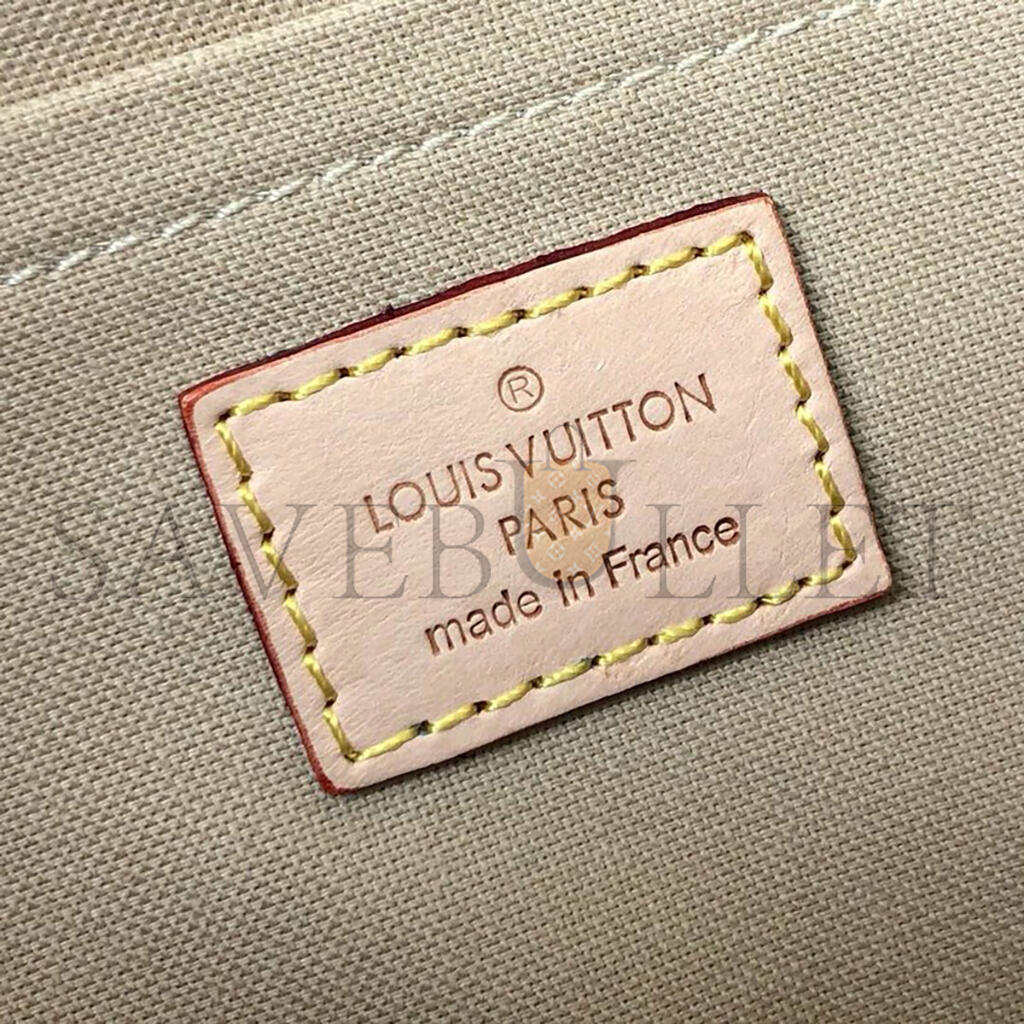 ®
LOUIS VUITTON
PARIS
made in France
SAVEBULLET